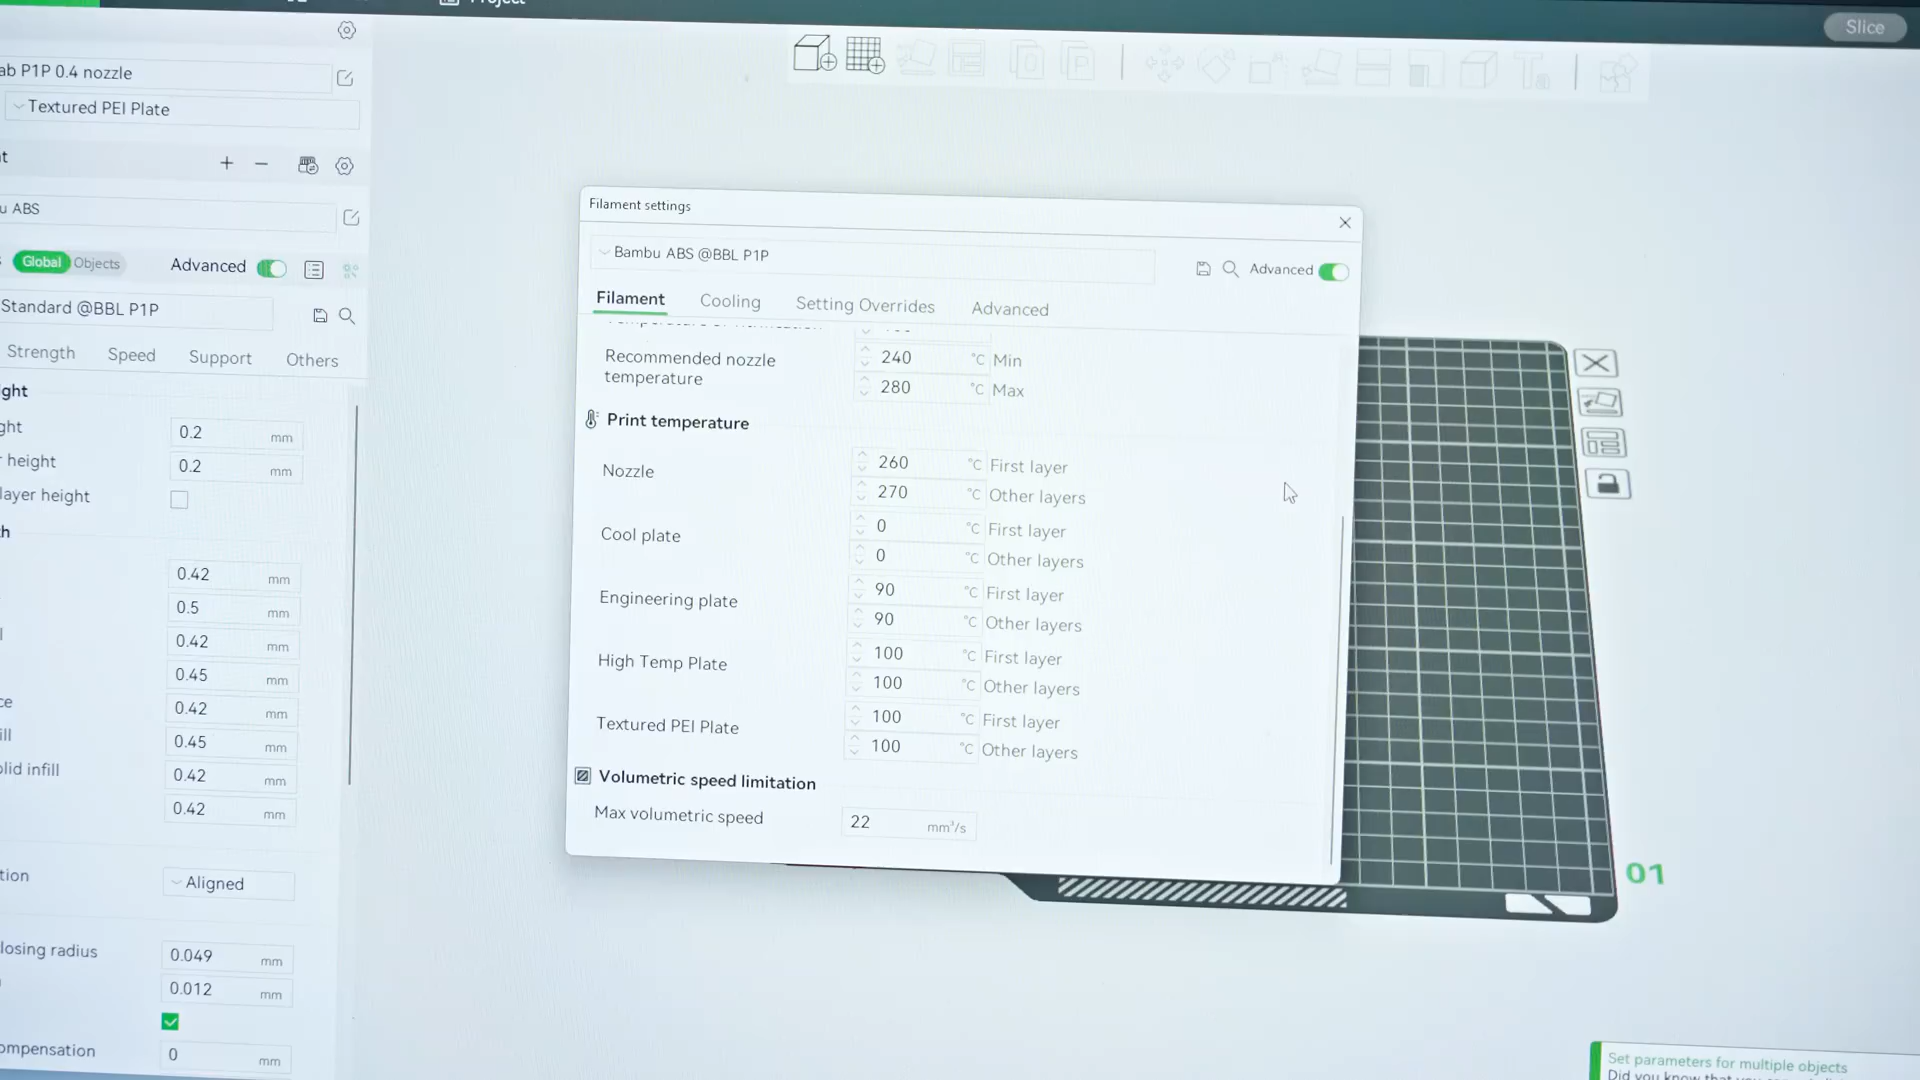 Project
Slice
ab P1P 0.4 nozzle
Textured PEI Plate
u ABS
Global Objects Advanced
Standard @BBL P1P
Strength Speed Support Others
ght
ght 0.2 mm
r height 0.2 mm
layer height
th
0.42 mm
0.5 mm
l 0.42 mm
0.45 mm
ce 0.42 mm
ill 0.45 mm
olid infill 0.42 mm
0.42 mm
tion Aligned
losing radius 0.049 mm
0.012 mm
ompensation 0 mm
Filament settings
Bambu ABS @BBL P1P
Advanced
Filament Cooling Setting Overrides Advanced
Recommended nozzle
temperature
240 °C Min
280 °C Max
Print temperature
Nozzle
260 °C First layer
270 °C Other layers
Cool plate
0 °C First layer
0 °C Other layers
Engineering plate
90 °C First layer
90 °C Other layers
High Temp Plate
100 °C First layer
100 °C Other layers
Textured PEI Plate
100 °C First layer
100 °C Other layers
Volumetric speed limitation
Max volumetric speed 22 mm³/s
01
Set parameters for multiple objects
Did you know that you